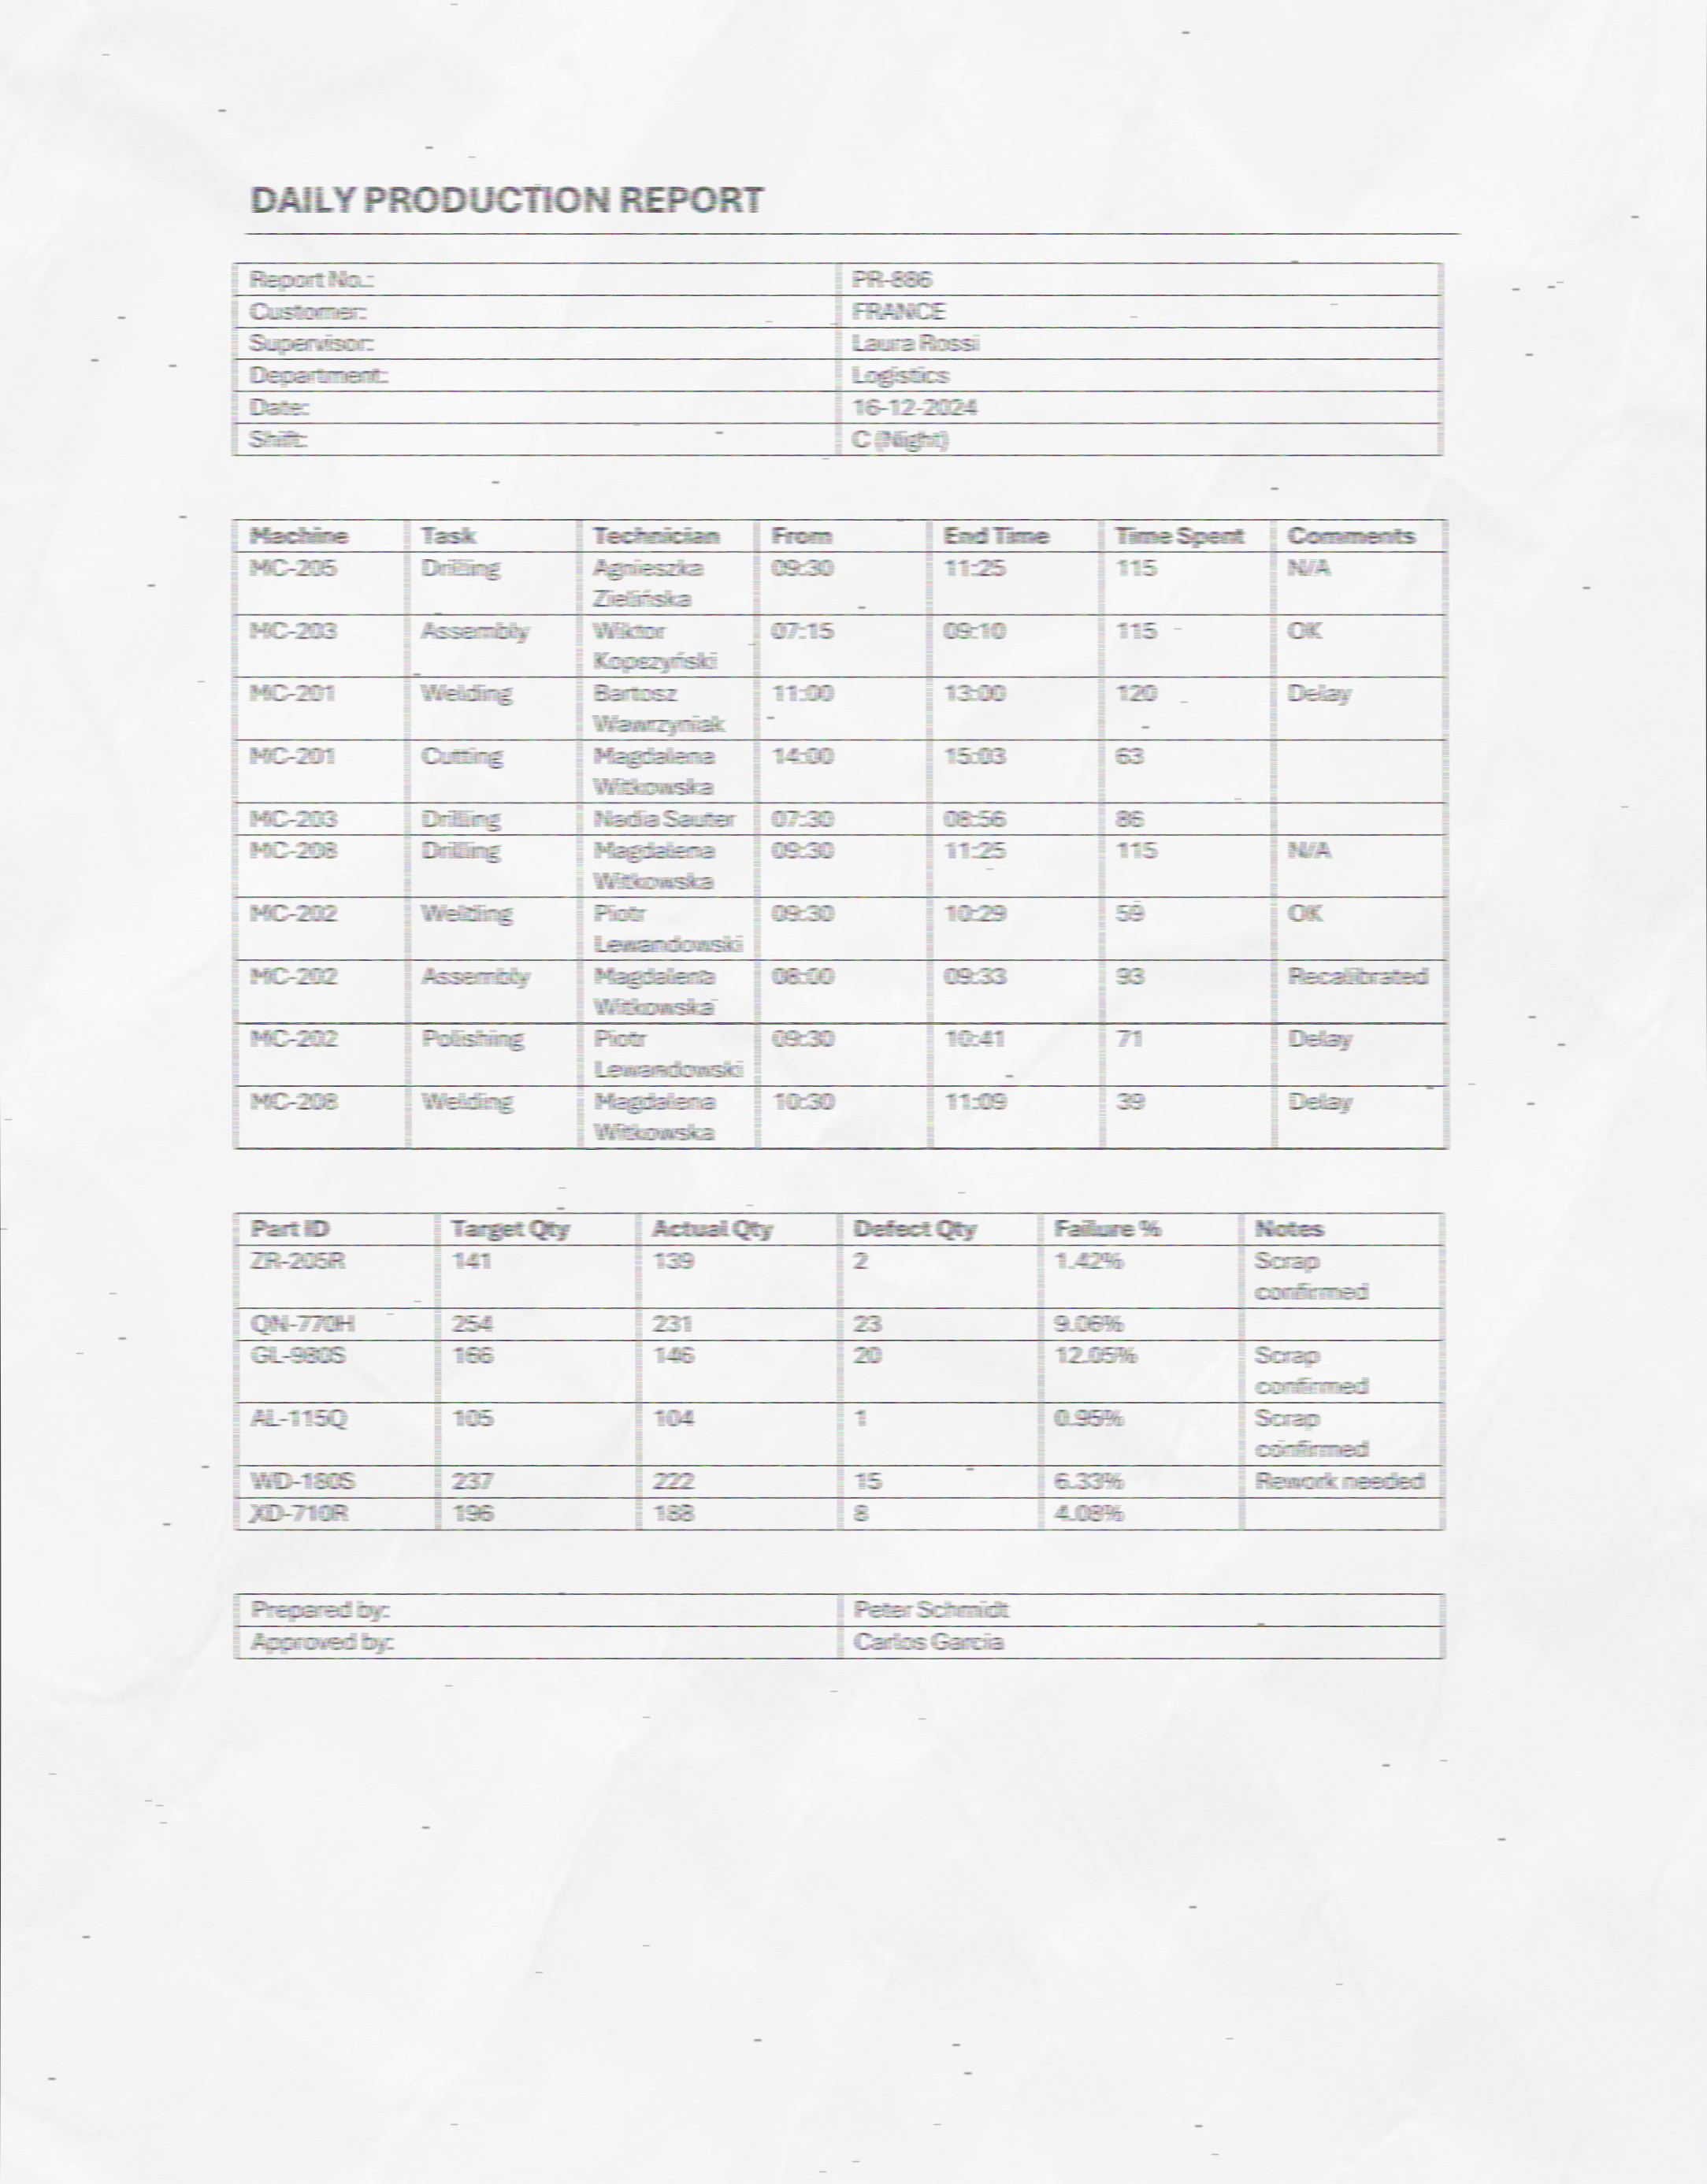 DAILY PRODUCTION REPORT
Report No.: PR-886
Customer: FRANCE
Supervisor: Laura Rossi
Department: Logistics
Date: 16-12-2024
Shift: C (Night)
Machine Task Technician From End Time Time Spent Comments
MC-205 Drilling Agnieszka 09:30 11:25 115 N/A
Zielińska
MC-203 Assembly Wiktor 07:15 09:10 115 OK
Kopczyński
MC-201 Welding Bartosz 11:00 13:00 120 Delay
Wawrzyniak
MC-201 Cutting Magdalena 14:00 15:03 63
Witkowska
MC-203 Drilling Nadia Sauter 07:30 08:56 86
MC-208 Drilling Magdalena 09:30 11:25 115 N/A
Witkowska
MC-202 Welding Piotr 09:30 10:29 59 OK
Lewandowski
MC-202 Assembly Magdalena 08:00 09:33 93 Recalibrated
Witkowska
MC-202 Polishing Piotr 09:30 10:41 71 Delay
Lewandowski
MC-208 Welding Magdalena 10:30 11:09 39 Delay
Witkowska
Part ID Target Qty Actual Qty Defect Qty Failure % Notes
ZR-205R 141 139 2 1.42% Scrap
confirmed
QN-770H 254 231 23 9.06%
GL-980S 166 146 20 12.05% Scrap
confirmed
AL-115Q 105 104 1 0.95% Scrap
confirmed
WD-180S 237 222 15 6.33% Rework needed
XD-710R 196 188 8 4.08%
Prepared by: Peter Schmidt
Approved by: Carlos Garcia